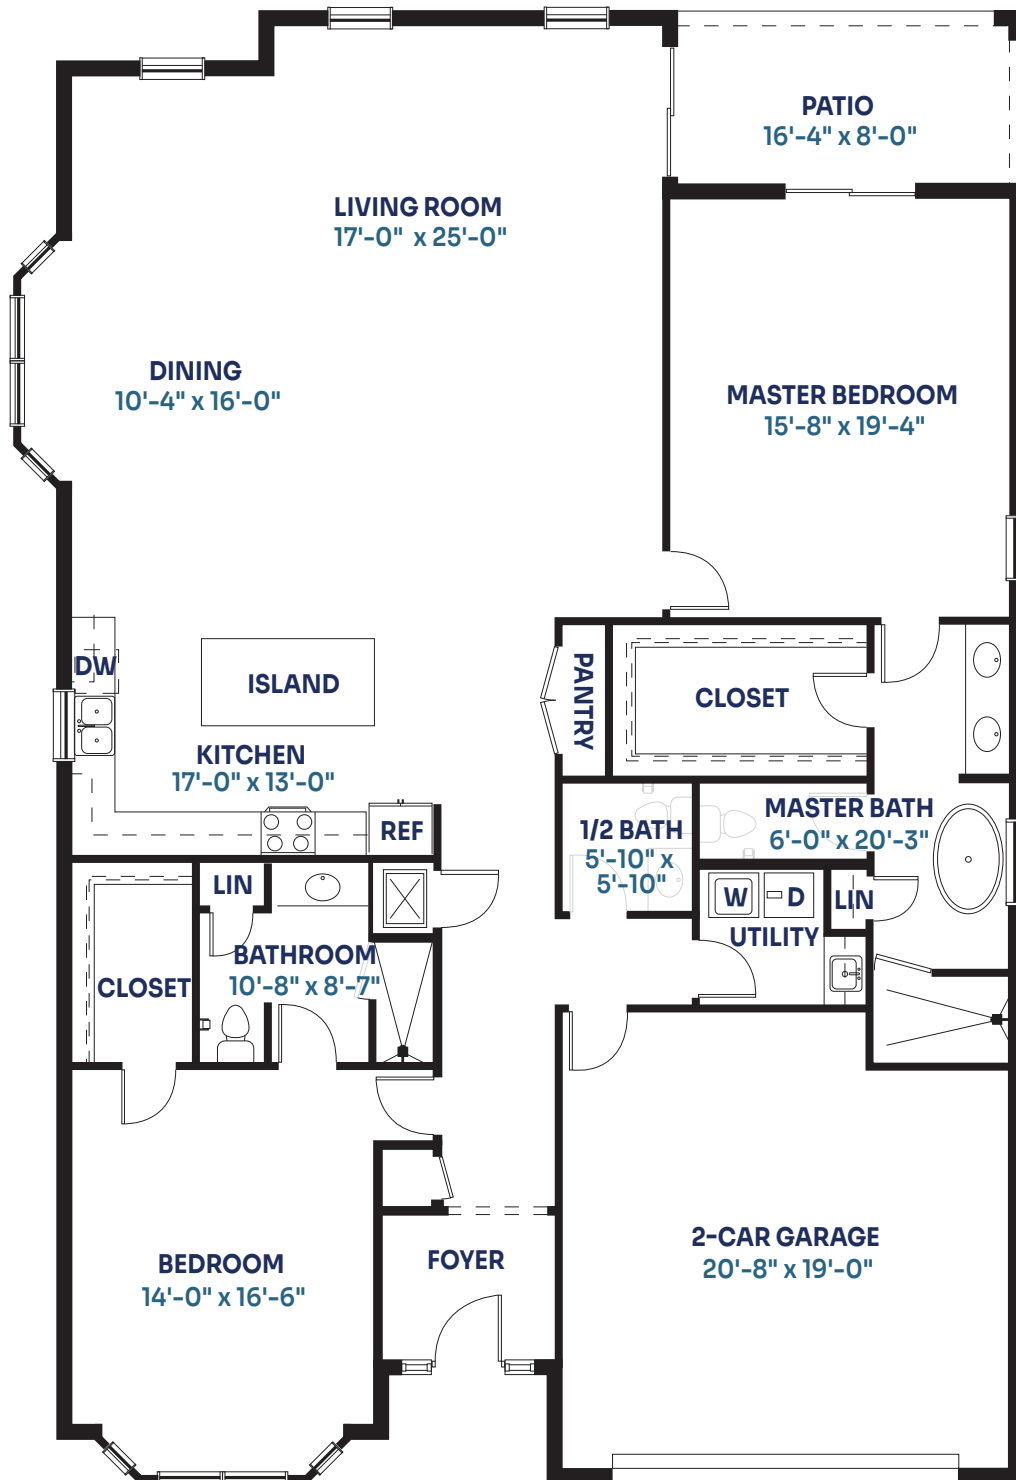 PATIO
16'-4" x 8'-0"
LIVING ROOM
17'-0" x 25'-0"
DINING
10'-4" x 16'-0"
MASTER BEDROOM
15'-8" x 19'-4"
DW
ISLAND
PANTRY
CLOSET
KITCHEN
17'-0" x 13'-0"
REF
1/2 BATH
5'-10" x
5'-10"
MASTER BATH
6'-0" x 20'-3"
LIN
W
D
LIN
UTILITY
BATHROOM
10'-8" x 8'-7"
CLOSET
BEDROOM
14'-0" x 16'-6"
FOYER
2-CAR GARAGE
20'-8" x 19'-0"